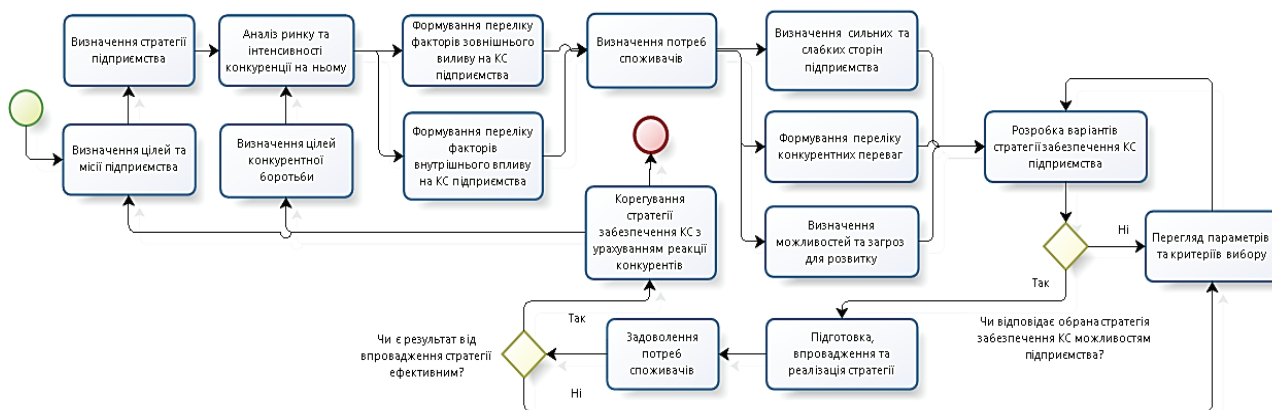 Визначення стратегії
підприємства
Аналіз ринку та
інтенсивності
конкуренції на ньому
Формування переліку
факторів зовнішнього
виливу на КС
підприємства
Визначення потреб
споживачів
Визначення сильних та
слабких сторін
підприємства
Визначення цілей та
місії підприємства
Визначення цілей
конкурентної
боротьби
Формування переліку
факторів
внутрішнього впливу
на КС підприємства
Формування переліку
конкурентних переваг
Розробка варіантів
стратегії забезпечення КС
підприємства
Корегування
стратегії
забезпечення КС з
урахуванням реакції
конкурентів
Визначення
можливостей та загроз
для розвитку
Ні
Перегляд параметрів
та критеріїв вибору
Так
Чи відповідає обрана стратегія
забезпечення КС можливостям
підприємства?
Підготовка,
впровадження та
реалізація стратегії
Задоволення
потреб
споживачів
Так
Чи є результат від
впровадження стратегії
ефективним?
Ні